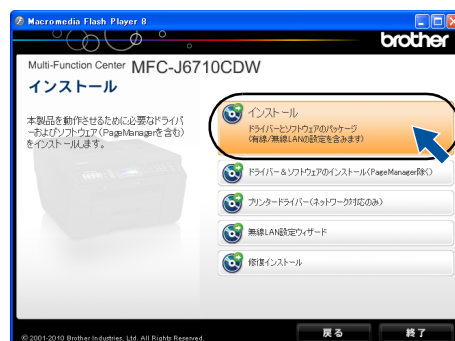 Macromedia Flash Player 8
brother
Multi-Function Center MFC-J6710CDW
インストール
本製品を動作させるために必要なドライバ
ーおよびソフトウェア(PageManagerを含む)
をインストールします。
インストール
ドライバーとソフトウェアのパッケージ
(有線/無線LANの設定を含みます)
ドライバー&ソフトウェアのインストール(PageManager除く)
プリンタードライバー(ネットワーク対応のみ)
無線LAN設定ウィザード
修復インストール
© 2001-2010 Brother Industries, Ltd. All Rights Reserved.
戻る
終了